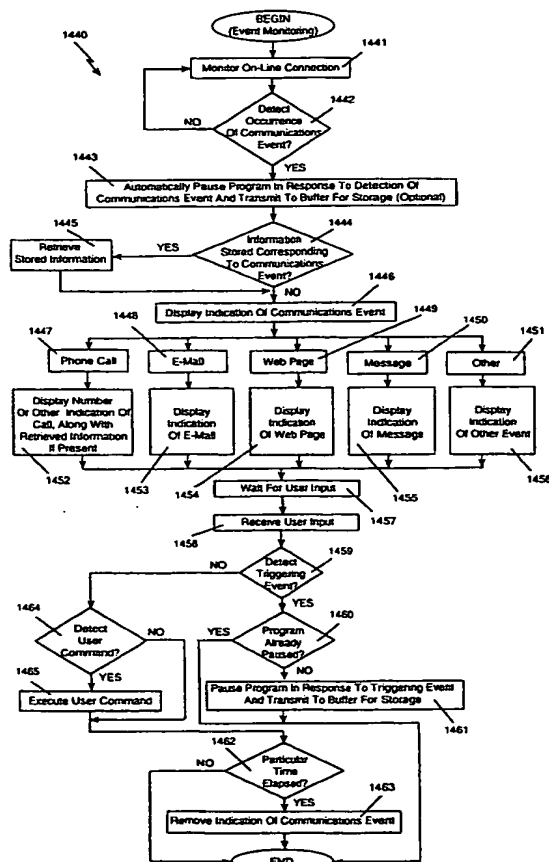 BEGIN
(Event Monitoring)
1440
1441
Monitor On-Line Connection
1442
NO
Detect
Occurrence
Of Communications
Event?
1443
YES
Automatically Pause Program In Response To Detection Of
Communications Event And Transmit To Buffer For Storage (Optional)
1444
1445
YES
Information
Stored Corresponding
To Communications
Event?
Retrieve
Stored Information
1446
NO
Display Indication Of Communications Event
1447
1448
1449
1450
1451
Phone Call
E-Mail
Web Page
Message
Other
Display Number
Or Other Indication Of
Call, Along With
Retrieved Information
If Present
Display
Indication
Of E-Mail
Display
Indication
Of Web Page
Display
Indication
Of Message
Display
Indication
Of Other Event
1452
1453
1454
1455
1456
Wait For User Input
1457
Receive User Input
1458
1459
NO
Detect
Triggering
Event?
YES
1464
1460
Detect
User
Command?
NO
YES
Program
Already
Paused?
1465
YES
NO
Execute User Command
Pause Program In Response To Triggering Event
And Transmit To Buffer For Storage
1461
1462
NO
Particular
Time
Elapsed?
1463
YES
Remove Indication Of Communications Event
END